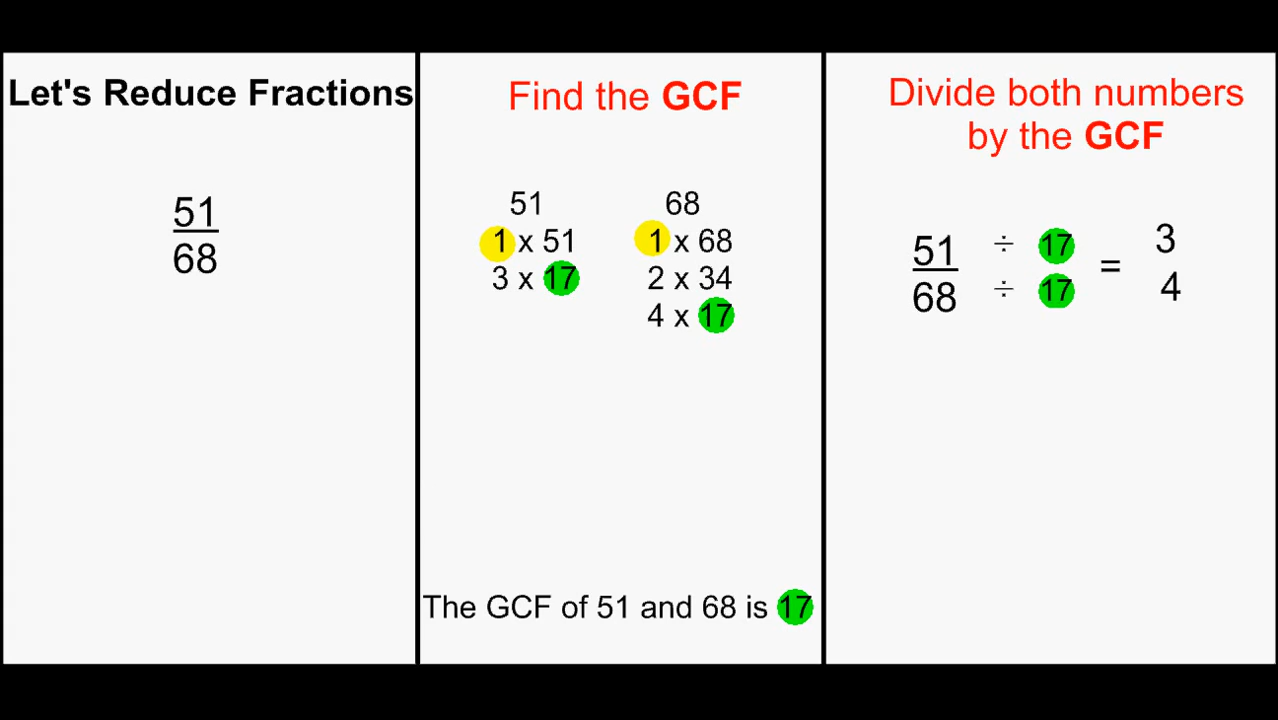 Let's Reduce Fractions
51
68
Find the GCF
51 68
1 x 51 1 x 68
3 x 17 2 x 34
4 x 17
The GCF of 51 and 68 is 17
Divide both numbers
by the GCF
51 ÷ 17 = 3
68 ÷ 17 4